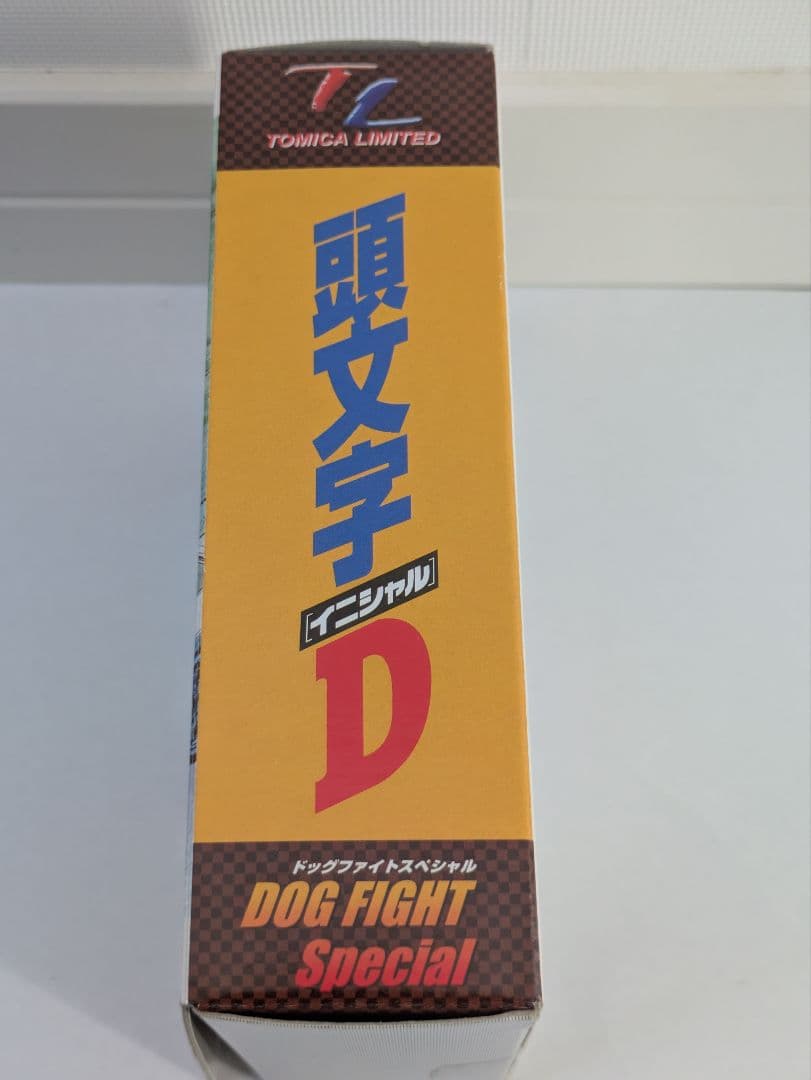 TL
TOMICA LIMITED
頭文字
[イニシャル]
D
ドッグファイトスペシャル
DOG FIGHT
Special